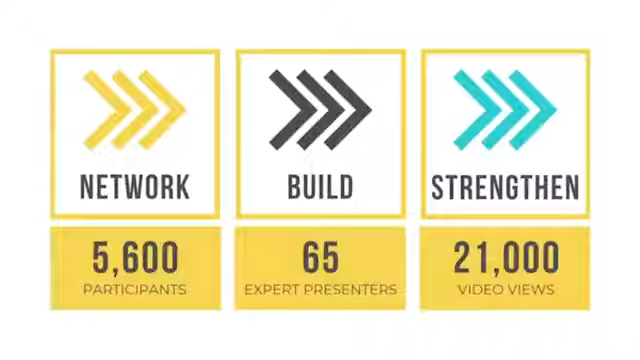 NETWORK
BUILD
STRENGTHEN
5,600
PARTICIPANTS
65
EXPERT PRESENTERS
21,000
VIDEO VIEWS